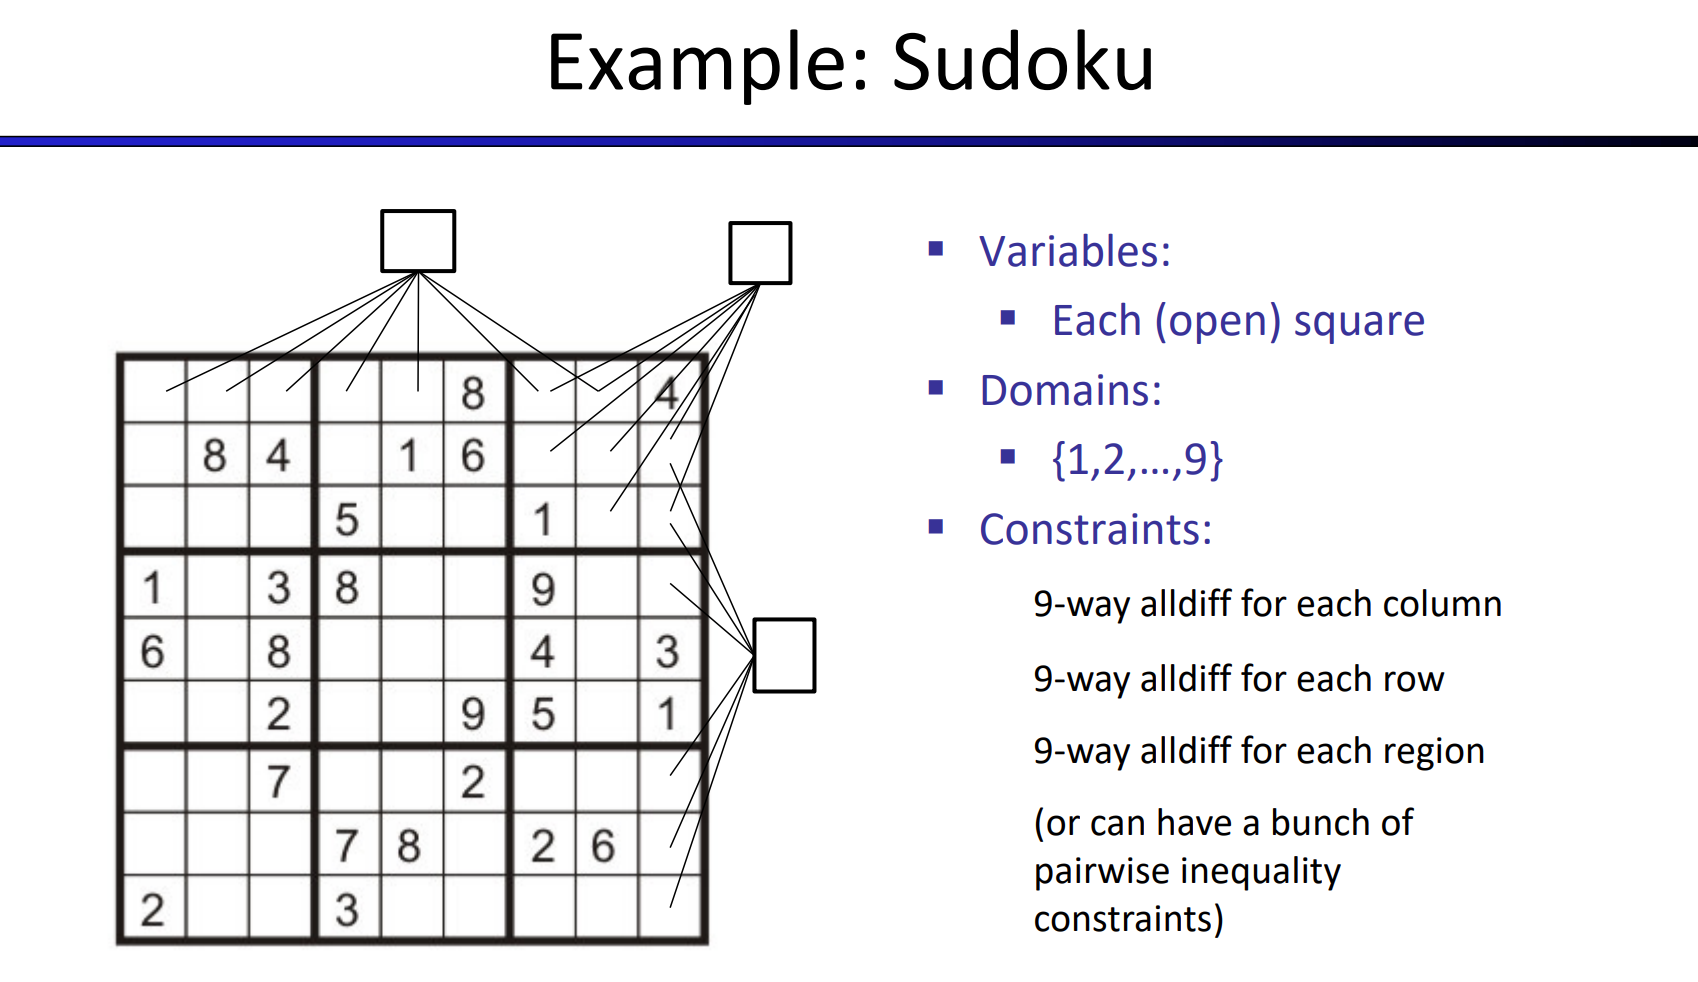 Example: Sudoku
8 4
8 4 1 6
5 1
1 3 8 9
6 8 4 3
2 9 5 1
7 2
7 8 2 6
2 3
Variables:
Each (open) square
Domains:
{1,2,...,9}
Constraints:
9-way alldiff for each column
9-way alldiff for each row
9-way alldiff for each region
(or can have a bunch of
pairwise inequality
constraints)